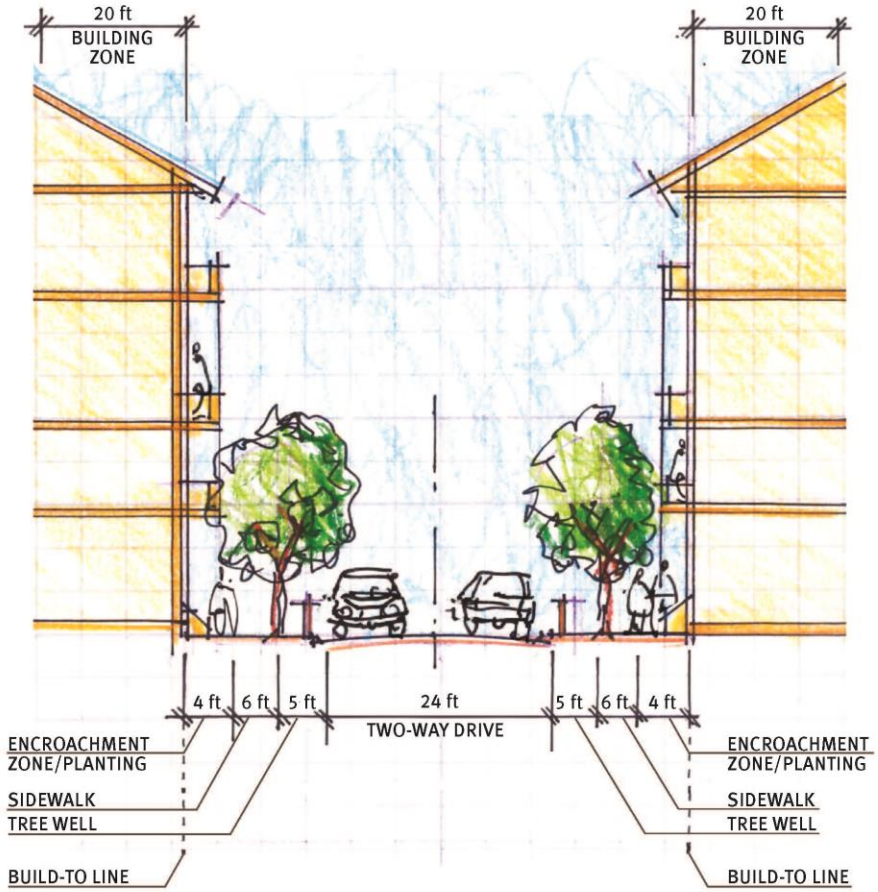 20 ft
BUILDING
ZONE
20 ft
BUILDING
ZONE
4 ft 6 ft 5 ft 24 ft 5 ft 6 ft 4 ft
TWO-WAY DRIVE
ENCROACHMENT
ZONE/PLANTING
SIDEWALK
TREE WELL
BUILD-TO LINE
ENCROACHMENT
ZONE/PLANTING
SIDEWALK
TREE WELL
BUILD-TO LINE